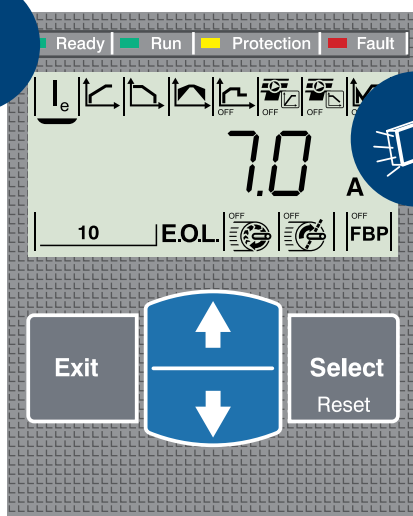 Ready Run Protection Fault
Ie
OFF OFF OFF
7.0
A
OFF OFF OFF
10 E.O.L. FBP
Exit
Select
Reset